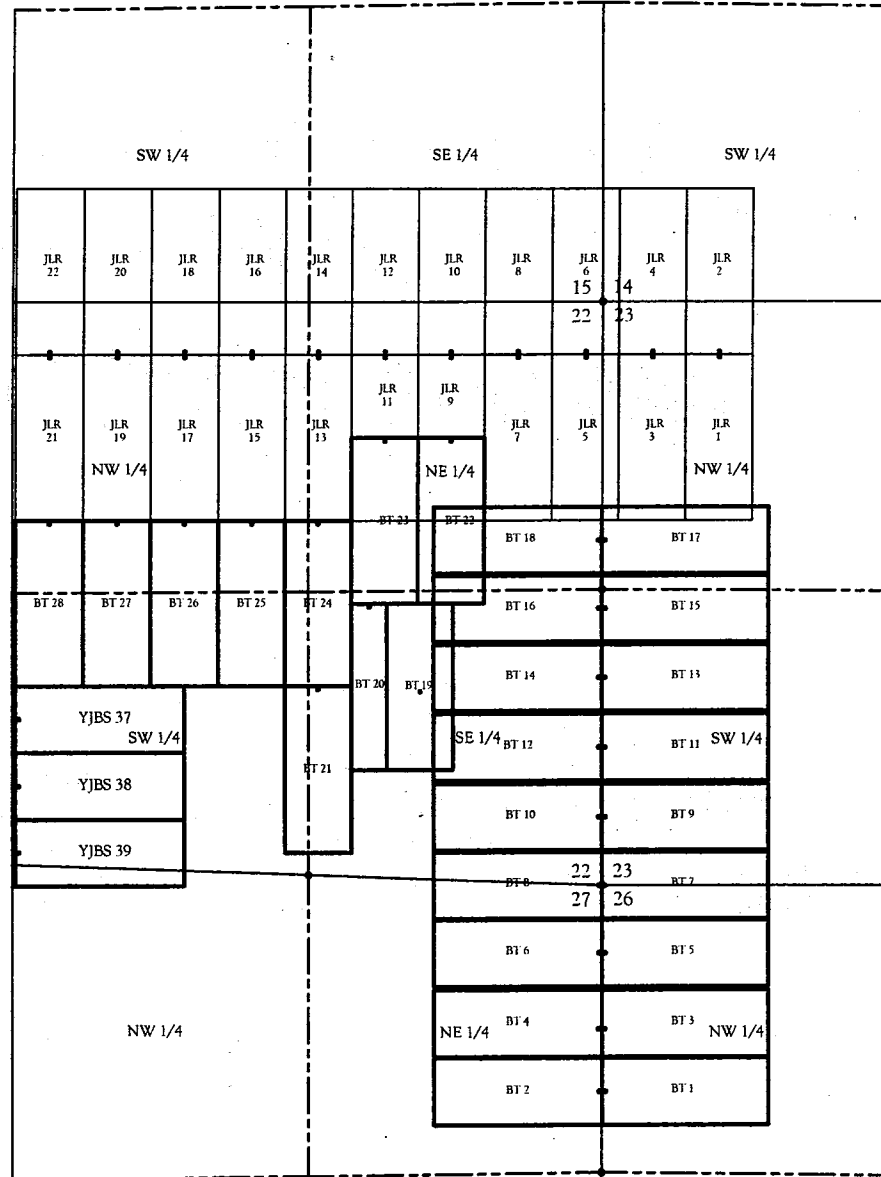 SW 1/4 SE 1/4 SW 1/4
JLR JLR JLR JLR JLR JLR JLR JLR JLR JLR JLR
22 20 18 16 14 12 10 8 6 4 2
15 14
22 23
JLR JLR
11 9
JLR JLR JLR JLR JLR JLR JLR JLR JLR
21 19 17 15 13 7 5 3 1
NW 1/4 NE 1/4 NW 1/4
BT 23 BT 22
BT 18 BT 17
BT 28 BT 27 BT 26 BT 25 BT 24 BT 16 BT 15
BT 20 BT 19 BT 14 BT 13
YJBS 37
SW 1/4 SE 1/4 SW 1/4
BT 12 BT 11
BT 21
YJBS 38
BT 10 BT 9
YJBS 39
22 23
BT 8 BT 7
27 26
BT 6 BT 5
BT 4 BT 3
NW 1/4 NE 1/4 NW 1/4
BT 2 BT 1